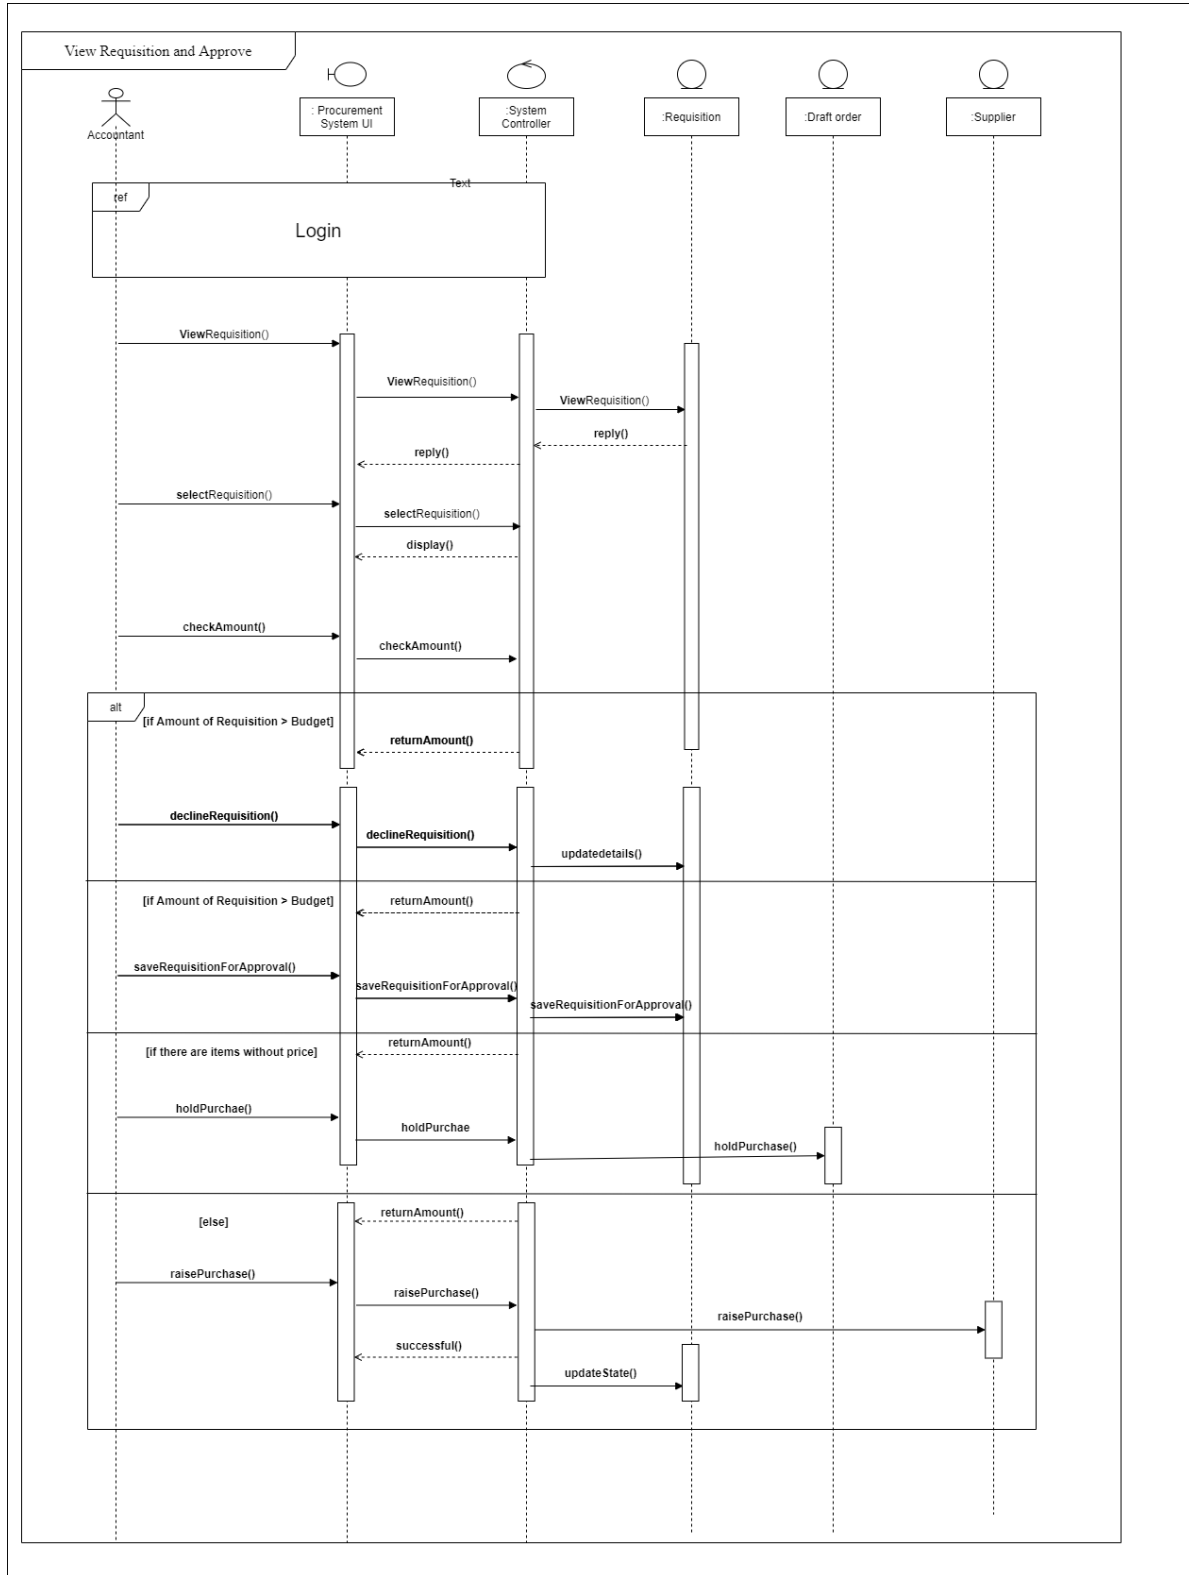 View Requisition and Approve
Accountant
: Procurement
System UI
:System
Controller
:Requisition
:Draft order
:Supplier
Text
ref
Login
ViewRequisition()
ViewRequisition()
ViewRequisition()
reply()
reply()
selectRequisition()
selectRequisition()
display()
checkAmount()
checkAmount()
alt
[if Amount of Requisition > Budget]
returnAmount()
declineRequisition()
declineRequisition()
updatedetails()
[if Amount of Requisition > Budget]
returnAmount()
saveRequisitionForApproval()
saveRequisitionForApproval()
saveRequisitionForApproval()
[if there are items without price]
returnAmount()
holdPurchae()
holdPurchae
holdPurchase()
[else]
returnAmount()
raisePurchase()
raisePurchase()
raisePurchase()
successful()
updateState()